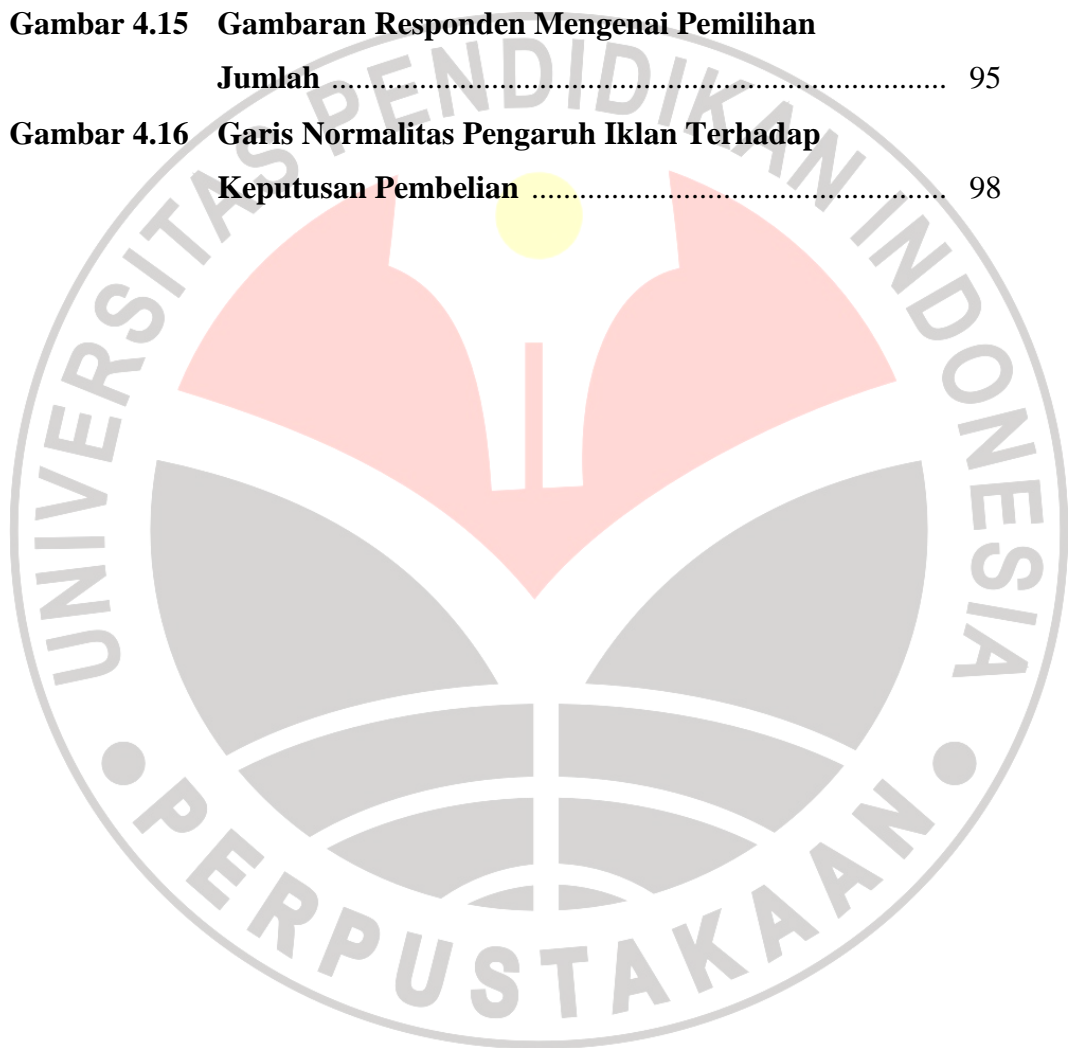 Gambar 4.15 Gambaran Responden Mengenai Pemilihan
Jumlah ............................................................................. 95
Gambar 4.16 Garis Normalitas Pengaruh Iklan Terhadap
Keputusan Pembelian .................................................... 98
UNIVERSITAS PENDIDIKAN INDONESIA
PERPUSTAKAAN